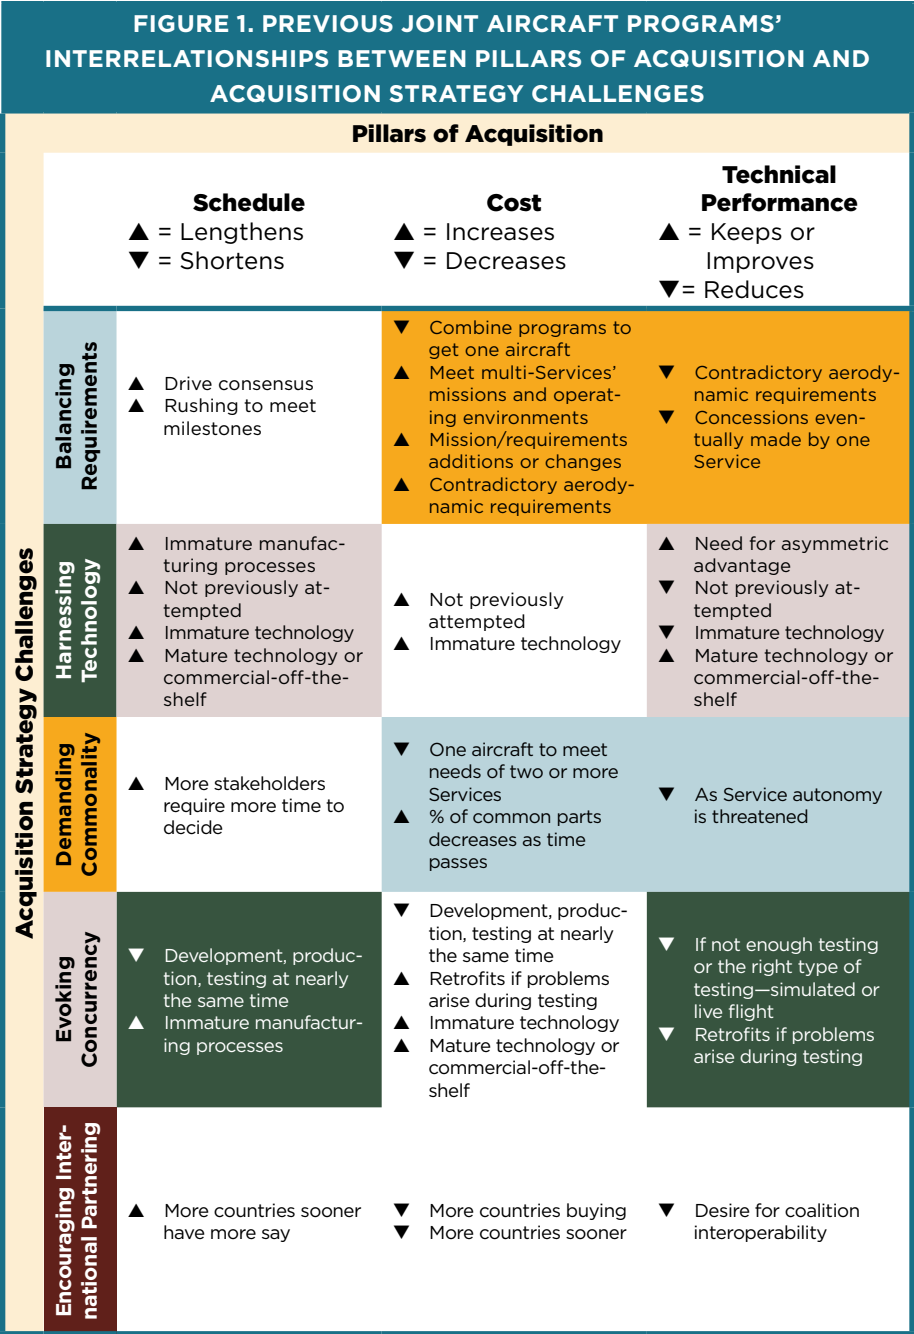 FIGURE 1. PREVIOUS JOINT AIRCRAFT PROGRAMS’
INTERRELATIONSHIPS BETWEEN PILLARS OF ACQUISITION AND
ACQUISITION STRATEGY CHALLENGES
Pillars of Acquisition
Schedule
▲ = Lengthens
▼ = Shortens
Cost
▲ = Increases
▼ = Decreases
Technical
Performance
▲ = Keeps or
Improves
▼= Reduces
Acquisition Strategy Challenges
Balancing
Requirements
▲ Drive consensus
▲ Rushing to meet
milestones
▼ Combine programs to
get one aircraft
▲ Meet multi-Services’
missions and operat-
ing environments
▲ Mission/requirements
additions or changes
▲ Contradictory aerody-
namic requirements
▼ Contradictory aerody-
namic requirements
▼ Concessions even-
tually made by one
Service
Harnessing
Technology
▲ Immature manufac-
turing processes
▲ Not previously at-
tempted
▲ Immature technology
▲ Mature technology or
commercial-off-the-
shelf
▲ Not previously
attempted
▲ Immature technology
▲ Need for asymmetric
advantage
▼ Not previously at-
tempted
▼ Immature technology
▲ Mature technology or
commercial-off-the-
shelf
Demanding
Commonality
▲ More stakeholders
require more time to
decide
▼ One aircraft to meet
needs of two or more
Services
▲ % of common parts
decreases as time
passes
▼ As Service autonomy
is threatened
Evoking
Concurrency
▼ Development, produc-
tion, testing at nearly
the same time
▲ Immature manufactur-
ing processes
▼ Development, produc-
tion, testing at nearly
the same time
▲ Retrofits if problems
arise during testing
▲ Immature technology
▲ Mature technology or
commercial-off-the-
shelf
▼ If not enough testing
or the right type of
testing—simulated or
live flight
▼ Retrofits if problems
arise during testing
Encouraging Inter-
national Partnering
▲ More countries sooner
have more say
▼ More countries buying
▼ More countries sooner
▼ Desire for coalition
interoperability